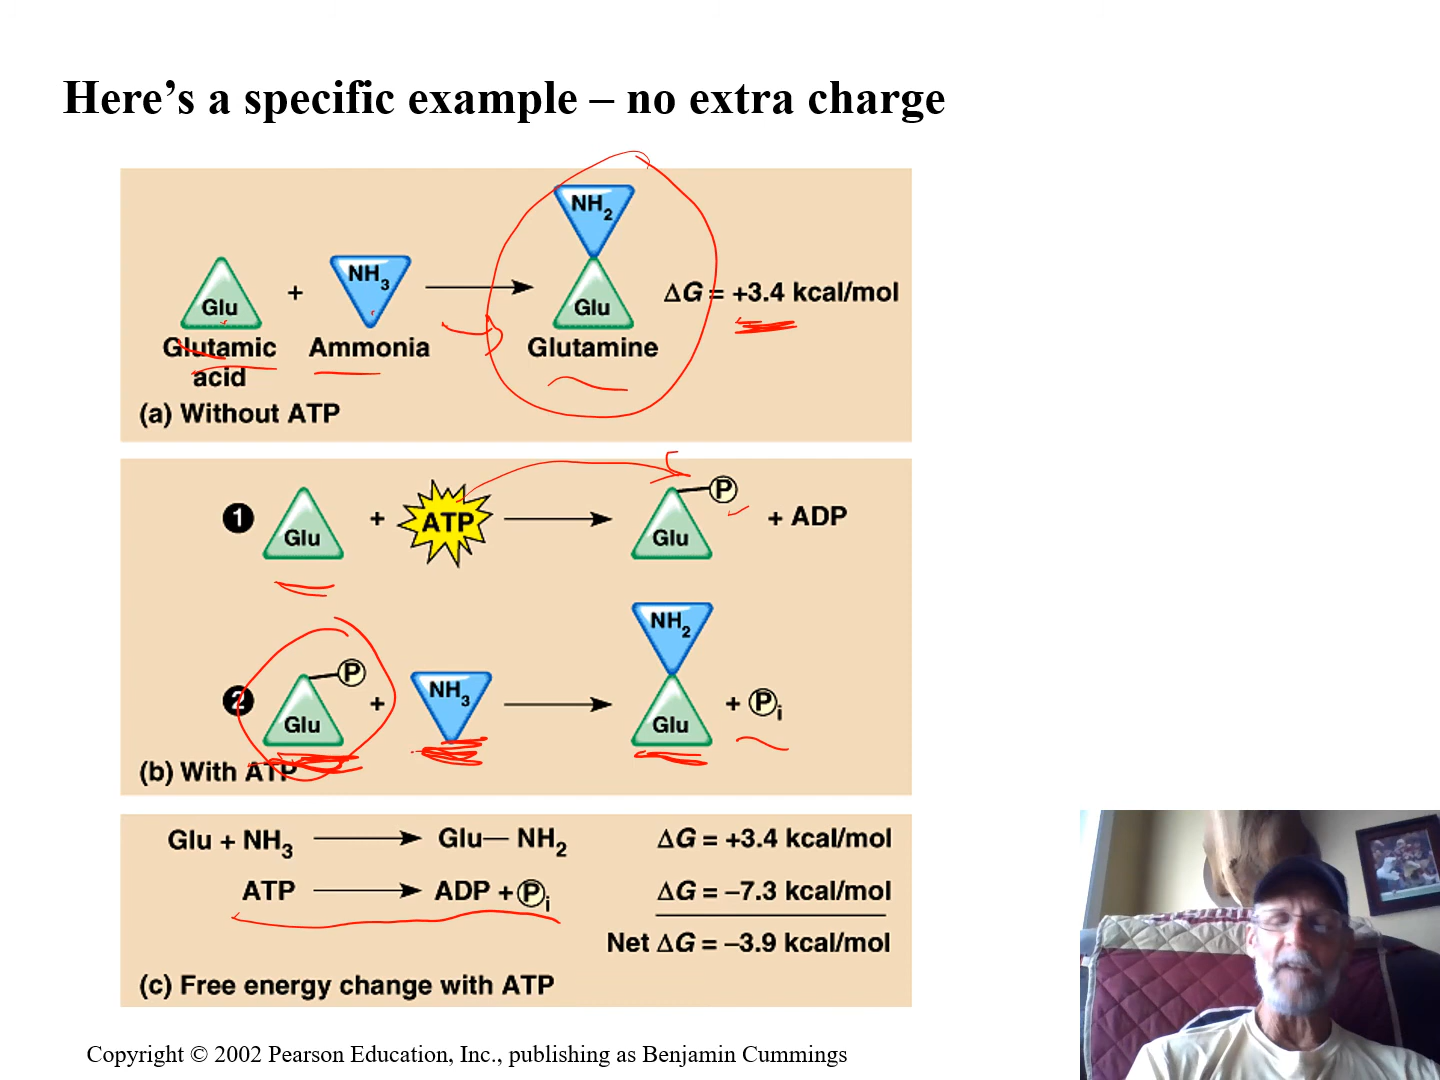 Here’s a specific example – no extra charge
NH2
Glu + NH3 Glu ΔG = +3.4 kcal/mol
Glutamic Ammonia Glutamine
acid
(a) Without ATP
1 Glu + ATP Glu P + ADP
NH2
2 Glu P + NH3 Glu + Pi
(b) With ATP
Glu + NH3 Glu— NH2 ΔG = +3.4 kcal/mol
ATP ADP + Pi ΔG = –7.3 kcal/mol
Net ΔG = –3.9 kcal/mol
(c) Free energy change with ATP
Copyright © 2002 Pearson Education, Inc., publishing as Benjamin Cummings